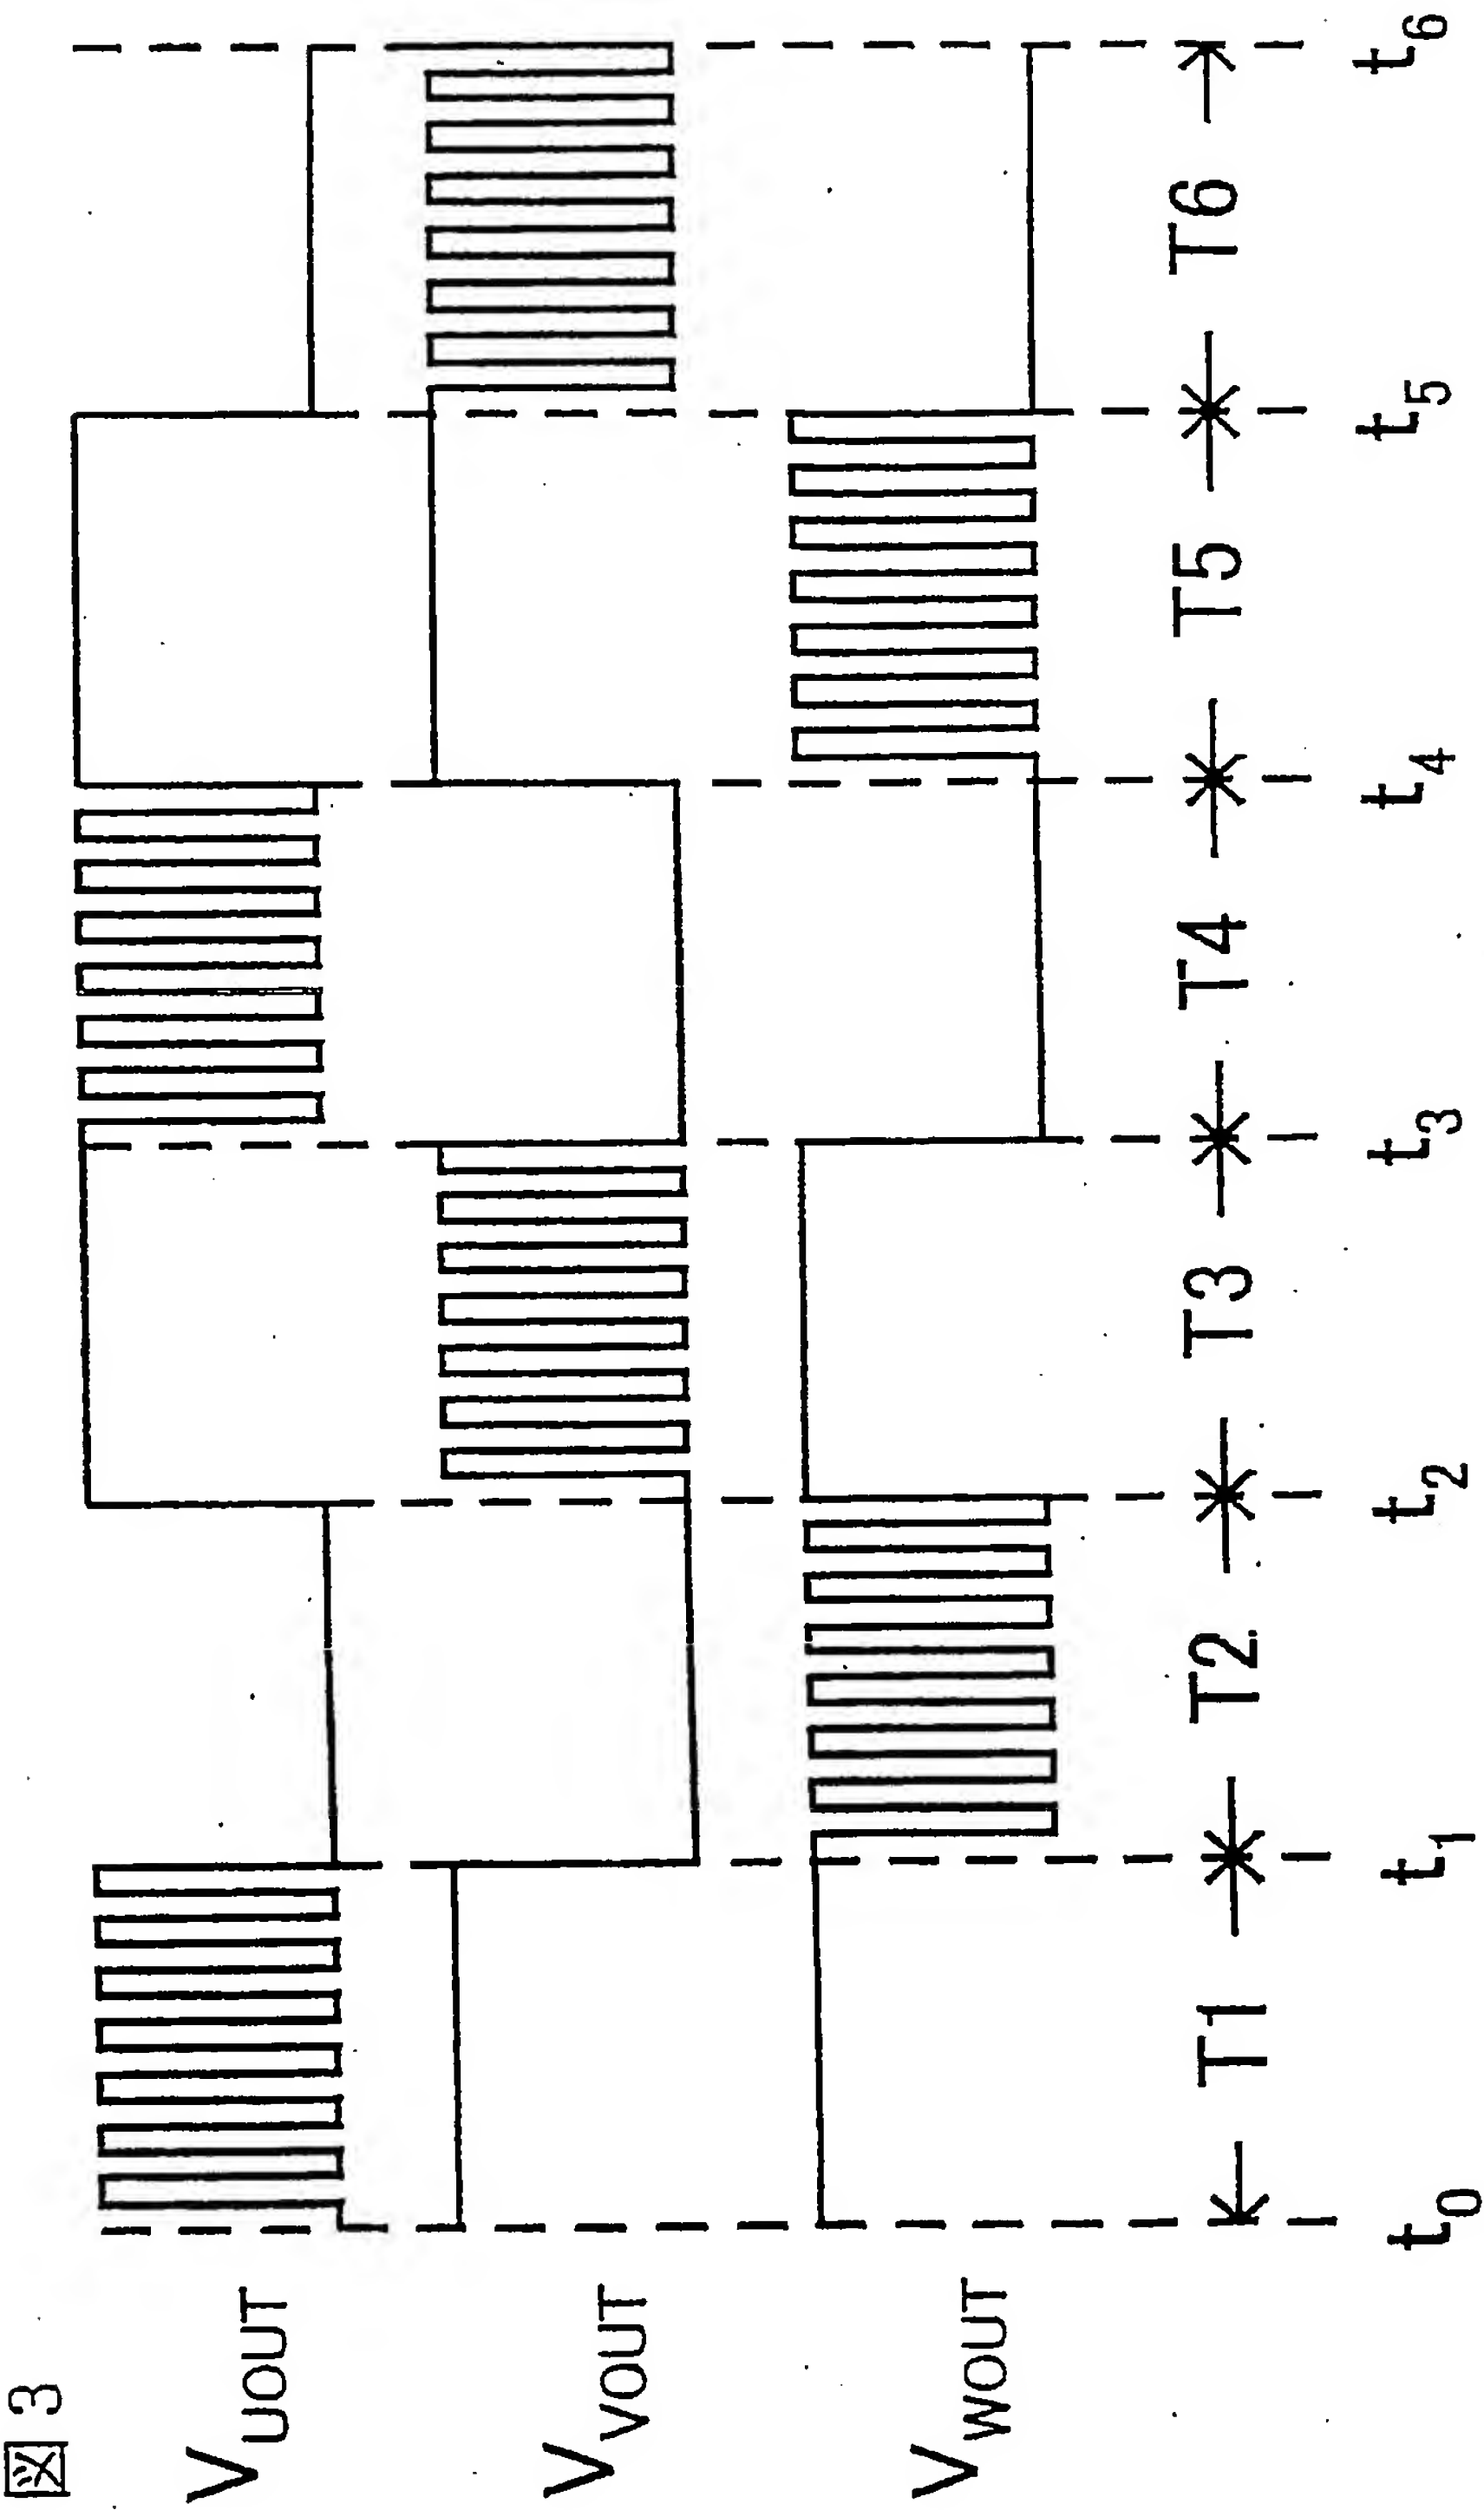 図 3
V_UOUT
V_VOUT
V_WOUT
T1 T2 T3 T4 T5 T6
t_0 t_1 t_2 t_3 t_4 t_5 t_6